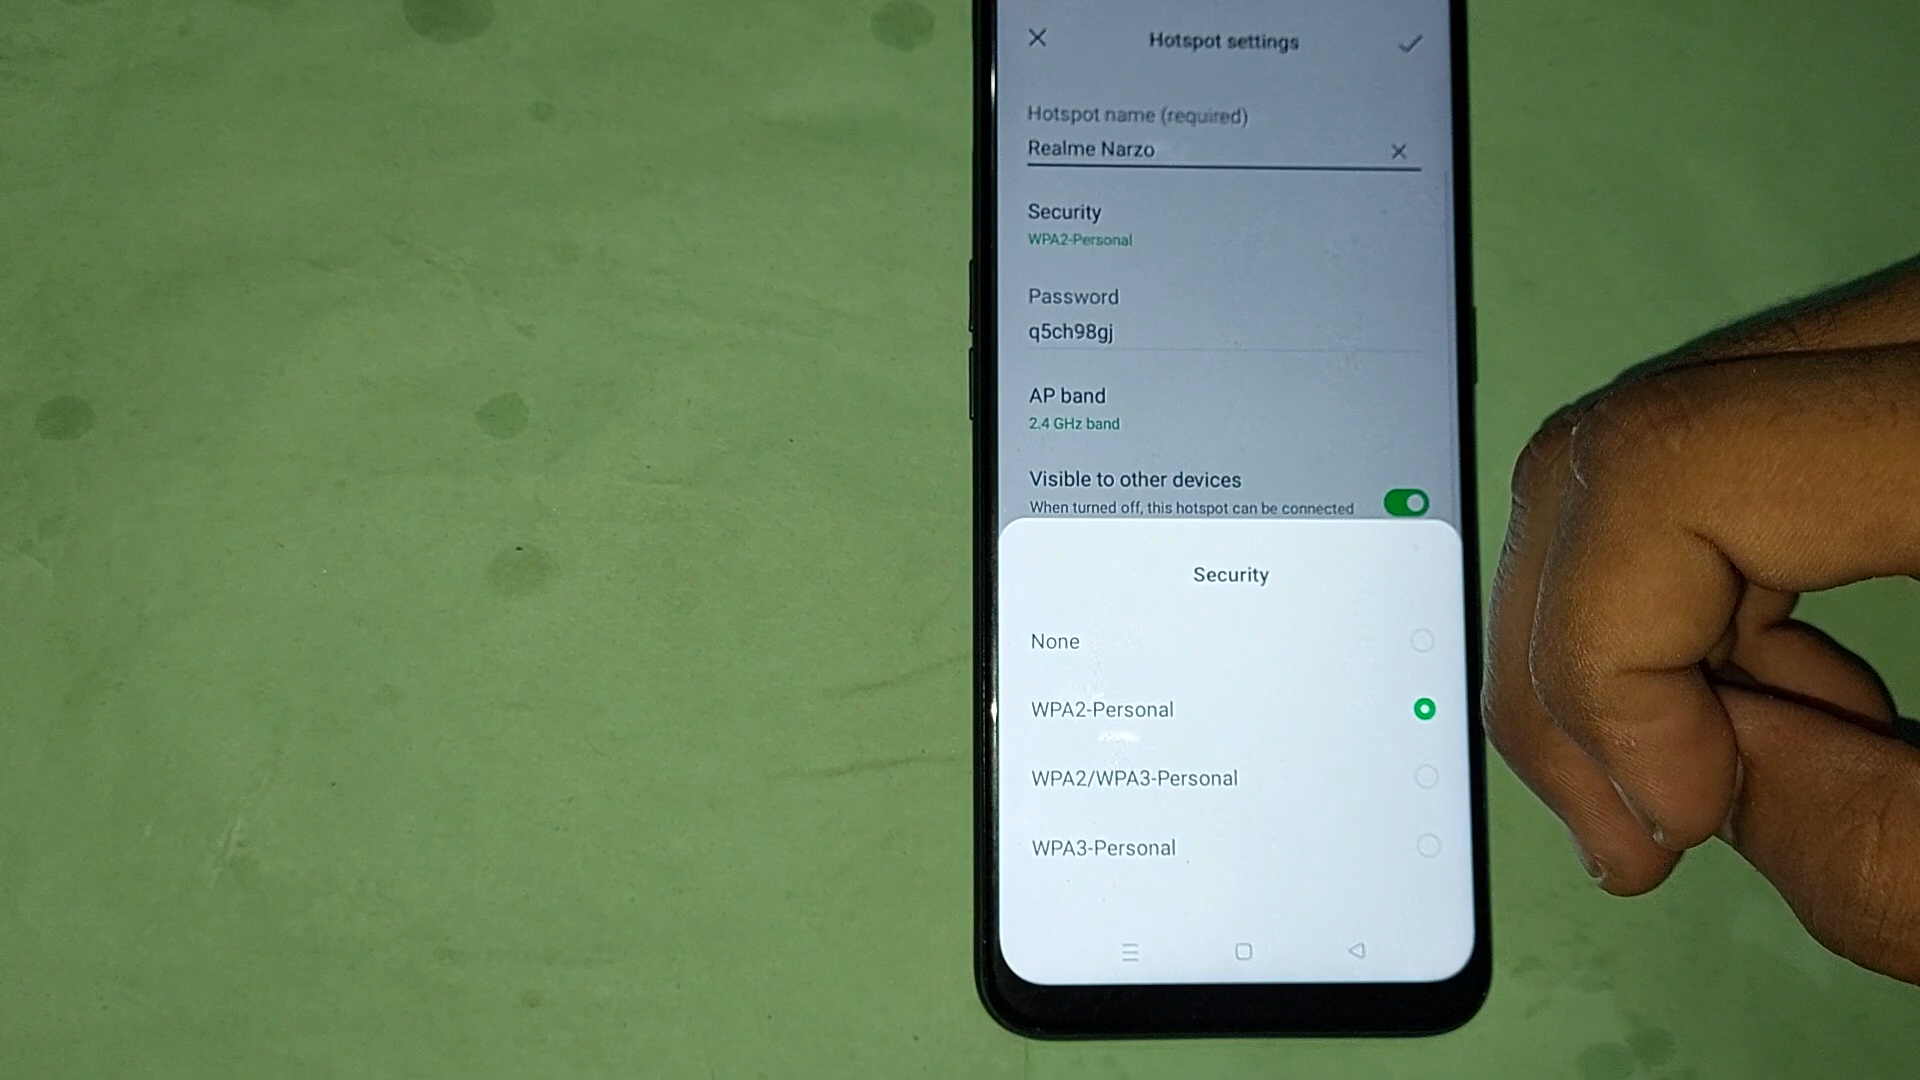 Hotspot settings
Hotspot name (required)
Realme Narzo
Security
WPA2-Personal
Password
q5ch98gj
AP band
2.4 GHz band
Visible to other devices
When turned off, this hotspot can be connected
Security
None
WPA2-Personal
WPA2/WPA3-Personal
WPA3-Personal